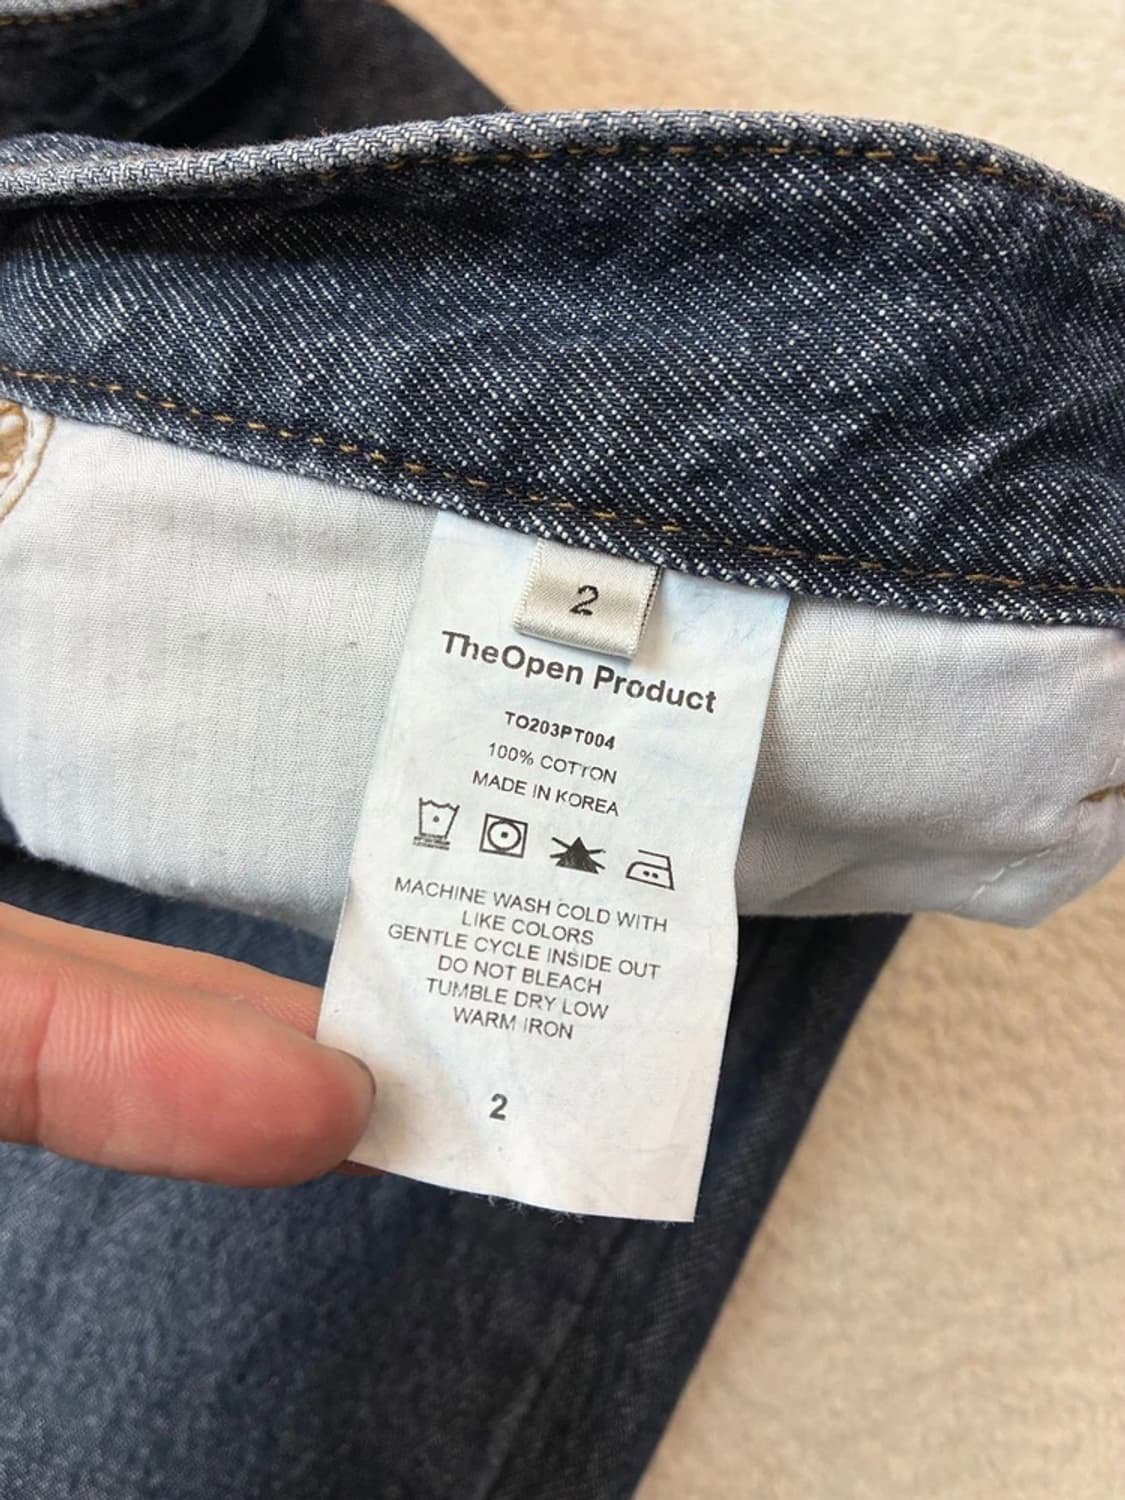 2
TheOpen Product
TO203PT004
100% COTTON
MADE IN KOREA
MACHINE WASH COLD WITH
LIKE COLORS
GENTLE CYCLE INSIDE OUT
DO NOT BLEACH
TUMBLE DRY LOW
WARM IRON
2